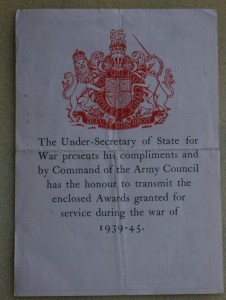 The Under-Secretary of State for
War presents his compliments and
by Command of the Army Council
has the honour to transmit the
enclosed Awards granted for
service during the war of
1939-45.